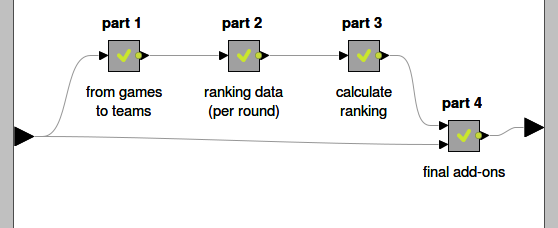 part 1
part 2
part 3
from games
to teams
ranking data
(per round)
calculate
ranking
part 4
final add-ons